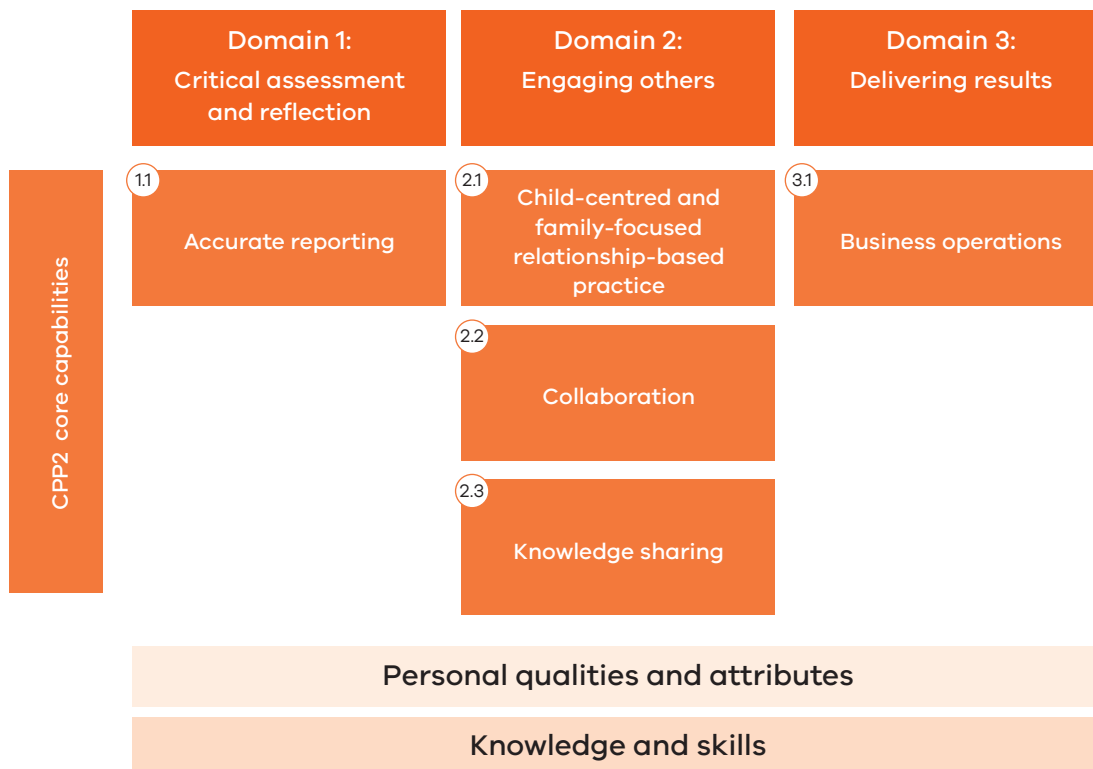 Domain 1:
Critical assessment
and reflection
Domain 2:
Engaging others
Domain 3:
Delivering results
CPP2 core capabilities
1.1
Accurate reporting
2.1
Child-centred and
family-focused
relationship-based
practice
3.1
Business operations
2.2
Collaboration
2.3
Knowledge sharing
Personal qualities and attributes
Knowledge and skills